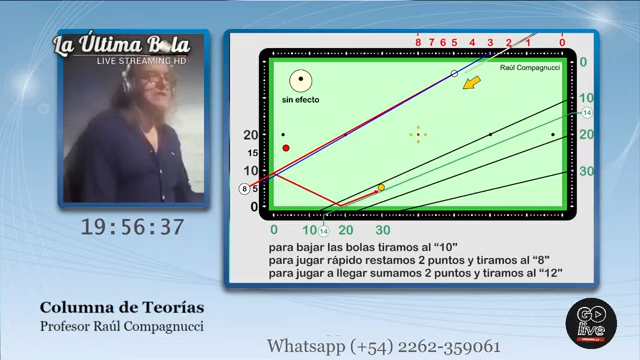 La Última Bola
LIVE STREAMING HD
19:56:37
8 7 6 5 4 3 2 1 0
Raúl Compagnucci
sin efecto
0
10
14
20
30
20
15
10
8
5
0
0 10 14 20 30
para bajar las bolas tiramos al “10”
para jugar rápido restamos 2 puntos y tiramos al “8”
para jugar a llegar sumamos 2 puntos y tiramos al “12”
Columna de Teorías
Profesor Raúl Compagnucci
Whatsapp (+54) 2262-359061
GO
live